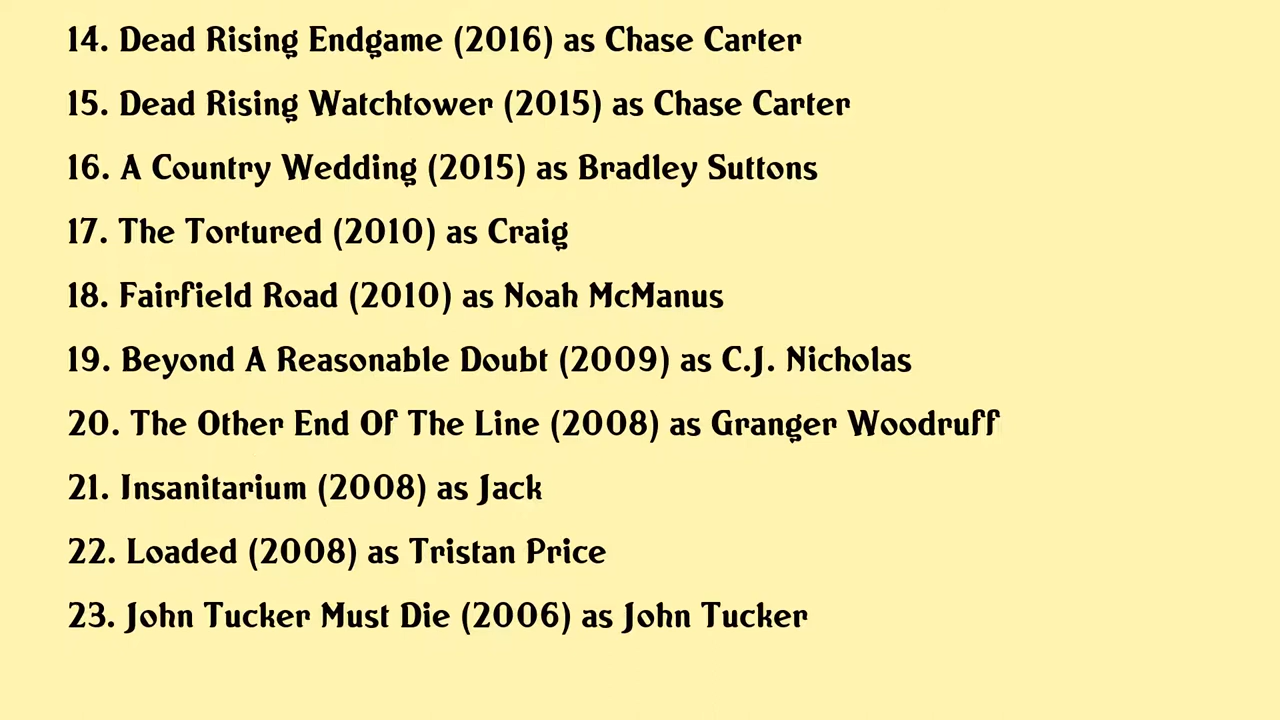 14. Dead Rising Endgame (2016) as Chase Carter
15. Dead Rising Watchtower (2015) as Chase Carter
16. A Country Wedding (2015) as Bradley Suttons
17. The Tortured (2010) as Craig
18. Fairfield Road (2010) as Noah McManus
19. Beyond A Reasonable Doubt (2009) as C.J. Nicholas
20. The Other End Of The Line (2008) as Granger Woodruff
21. Insanitarium (2008) as Jack
22. Loaded (2008) as Tristan Price
23. John Tucker Must Die (2006) as John Tucker